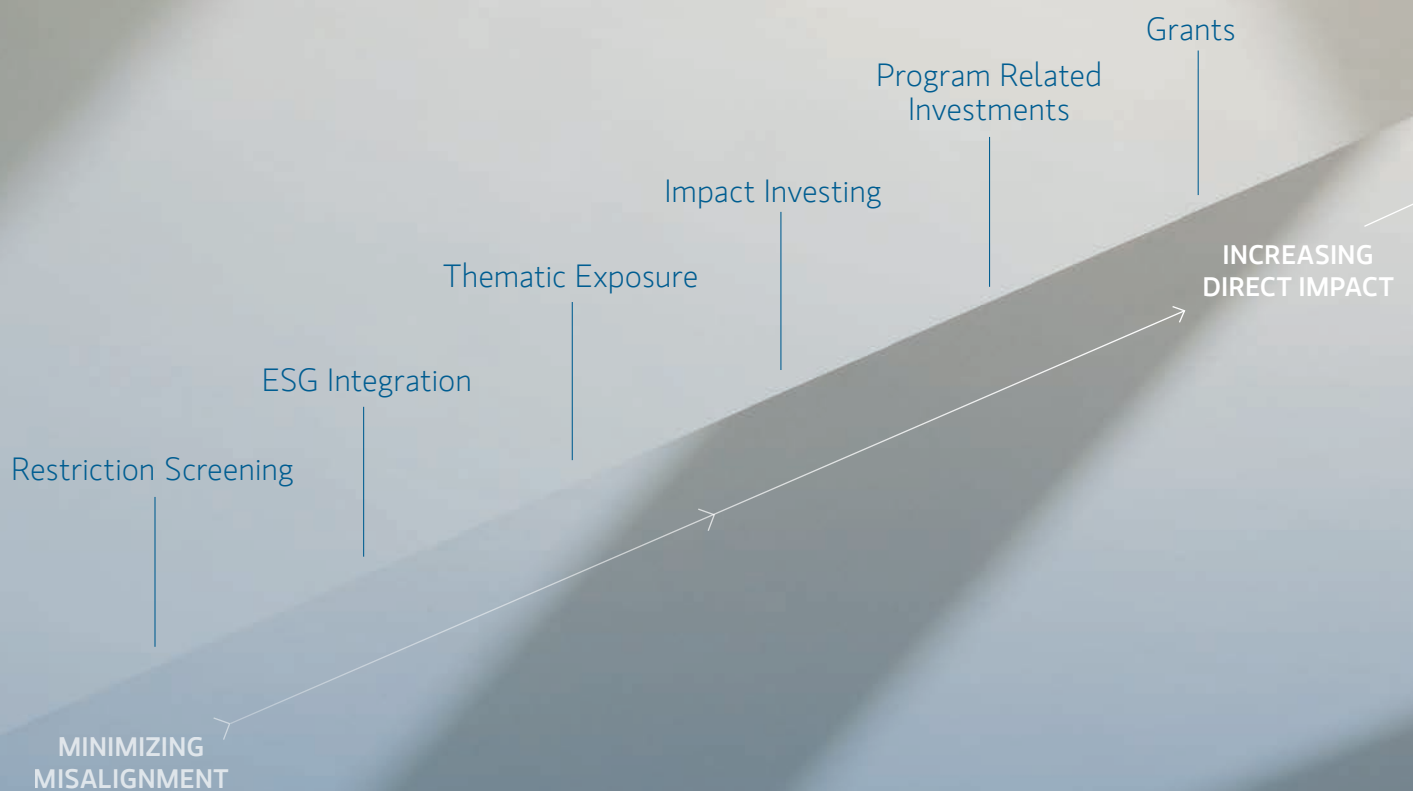 Grants
Program Related
Investments
Impact Investing
Thematic Exposure
ESG Integration
Restriction Screening
INCREASING
DIRECT IMPACT
MINIMIZING
MISALIGNMENT